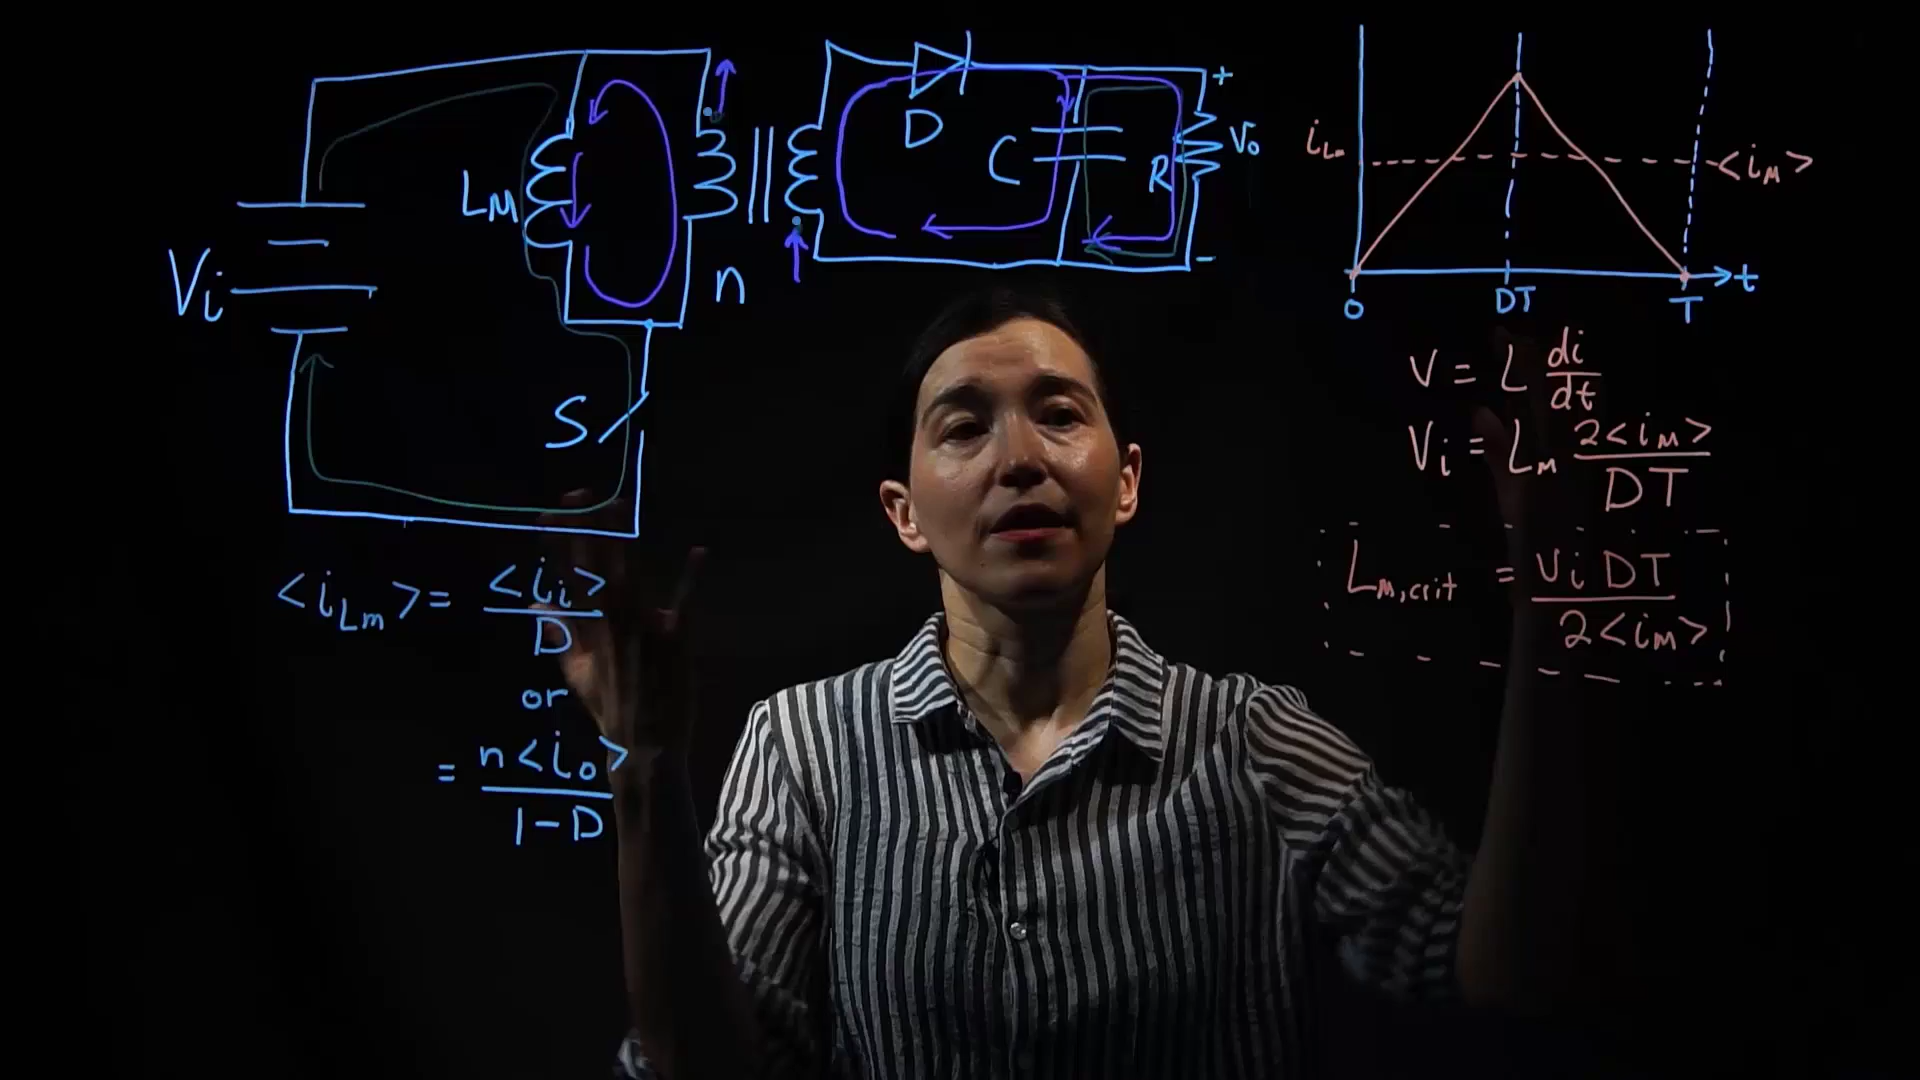 Vi
LM
n
S
D
C
R
+
Vo
-
<iLm> = <ii> / D
or
= n<io> / 1-D
iLm
<iM>
0
DT
T
t
V = L di/dt
Vi = Lm 2<iM> / DT
Lm,crit = Vi DT / 2<iM>